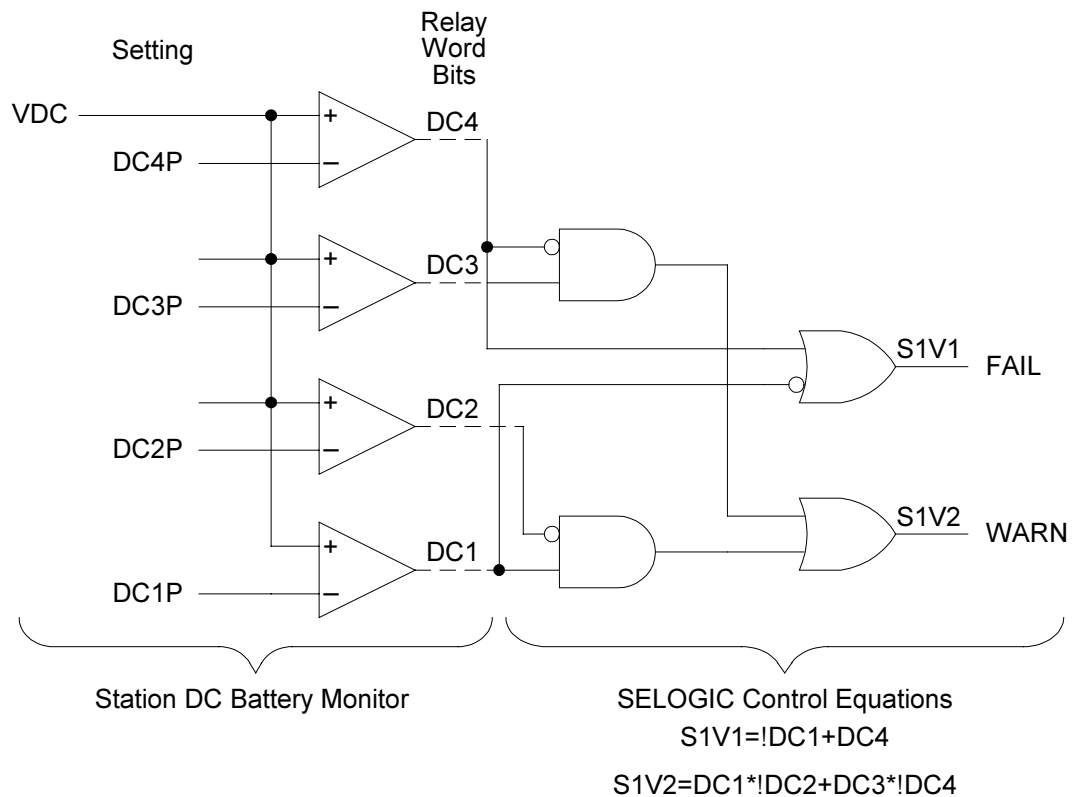 Setting
Relay
Word
Bits
VDC
+
DC4
DC4P
−
+
DC3
DC3P
−
+
DC2
DC2P
−
+
DC1
DC1P
−
S1V1
FAIL
S1V2
WARN
Station DC Battery Monitor
SELOGIC Control Equations
S1V1=!DC1+DC4
S1V2=DC1*!DC2+DC3*!DC4